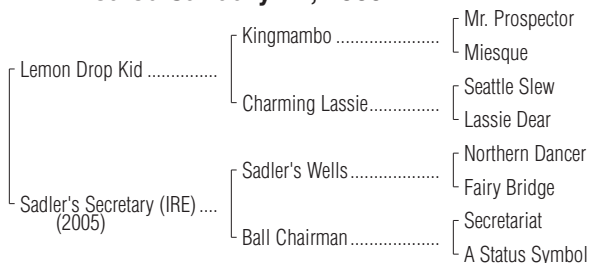 Kingmambo ..................
Mr. Prospector
Miesque
Lemon Drop Kid ...............
Charming Lassie...............
Seattle Slew
Lassie Dear
Sadler's Wells...................
Northern Dancer
Fairy Bridge
Sadler's Secretary (IRE) ....
(2005)
Ball Chairman...................
Secretariat
A Status Symbol